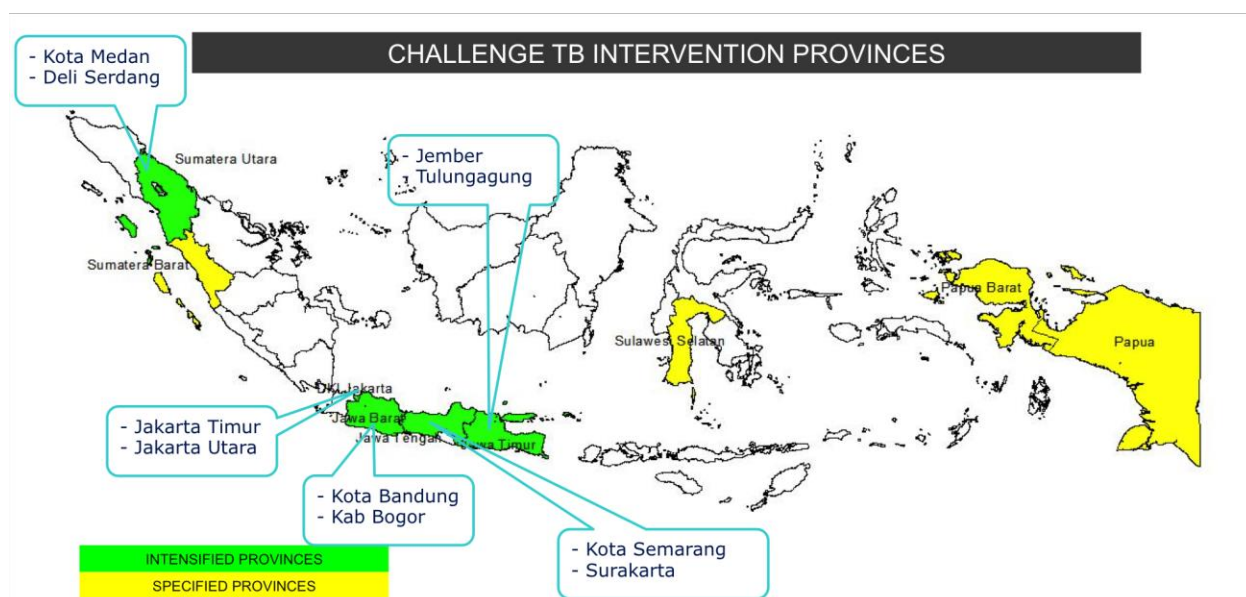 CHALLENGE TB INTERVENTION PROVINCES
- Kota Medan
- Deli Serdang
Sumatera Utara
- Jember
- Tulungagung
Sumatera Barat
Papua Barat
Sulawesi Selatan
Papua
DKI Jakarta
Jawa Barat
Jawa Tengah
Jawa Timur
- Jakarta Timur
- Jakarta Utara
- Kota Bandung
- Kab Bogor
- Kota Semarang
- Surakarta
INTENSIFIED PROVINCES
SPECIFIED PROVINCES